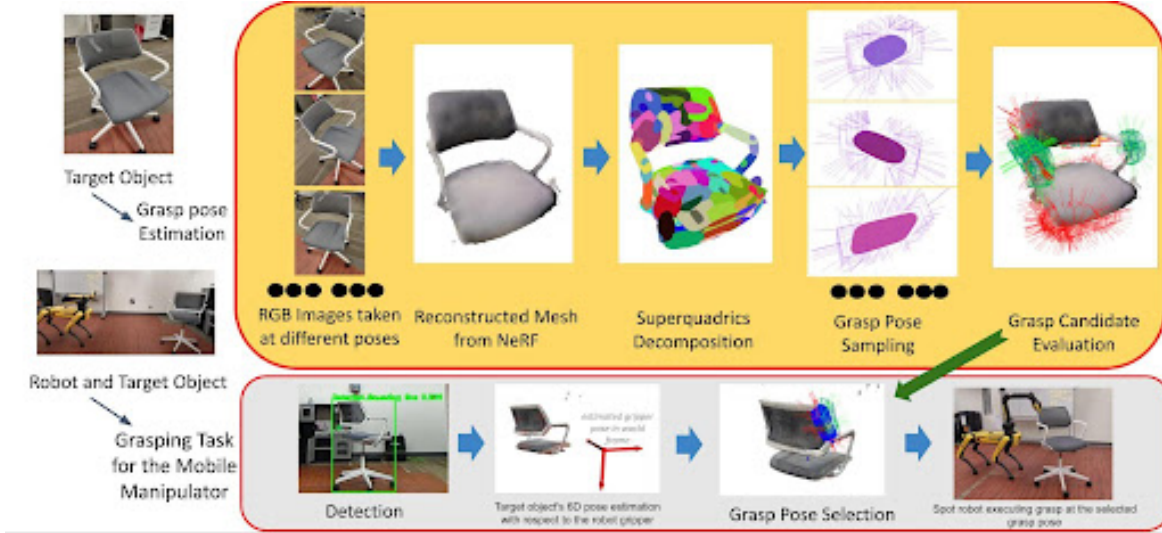 Target Object
Grasp pose
Estimation
RGB Images taken
at different poses
Reconstructed Mesh
from NeRF
Superquadrics
Decomposition
Grasp Pose
Sampling
Grasp Candidate
Evaluation
Robot and Target Object
Grasping Task
for the Mobile
Manipulator
Detection
estimated gripper
pose in world
frame
Target object's 6D pose estimation
with respect to the robot gripper
Grasp Pose Selection
Spot robot executing grasp at the selected
grasp pose